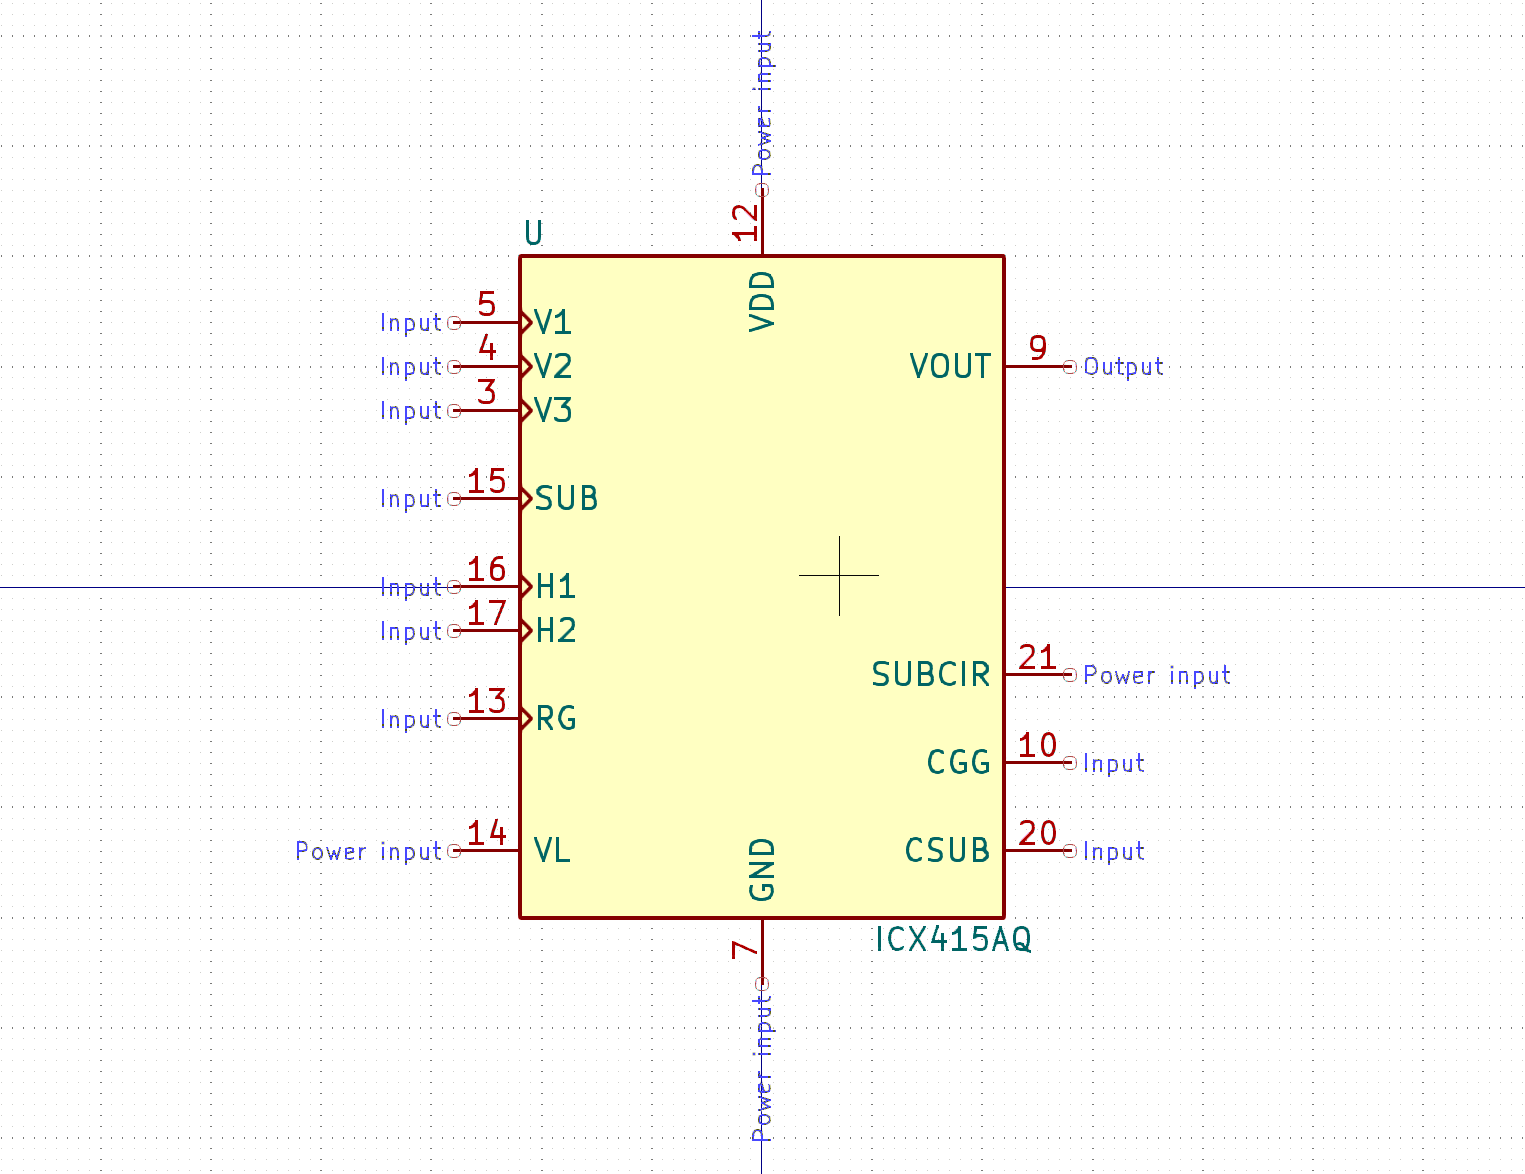 Power input
12
U
VDD
Input 5 V1
Input 4 V2
VOUT 9 Output
Input 3 V3
Input 15 SUB
Input 16 H1
Input 17 H2
SUBCIR 21 Power input
Input 13 RG
CGG 10 Input
Power input 14 VL
CSUB 20 Input
GND
ICX415AQ
7
Power input